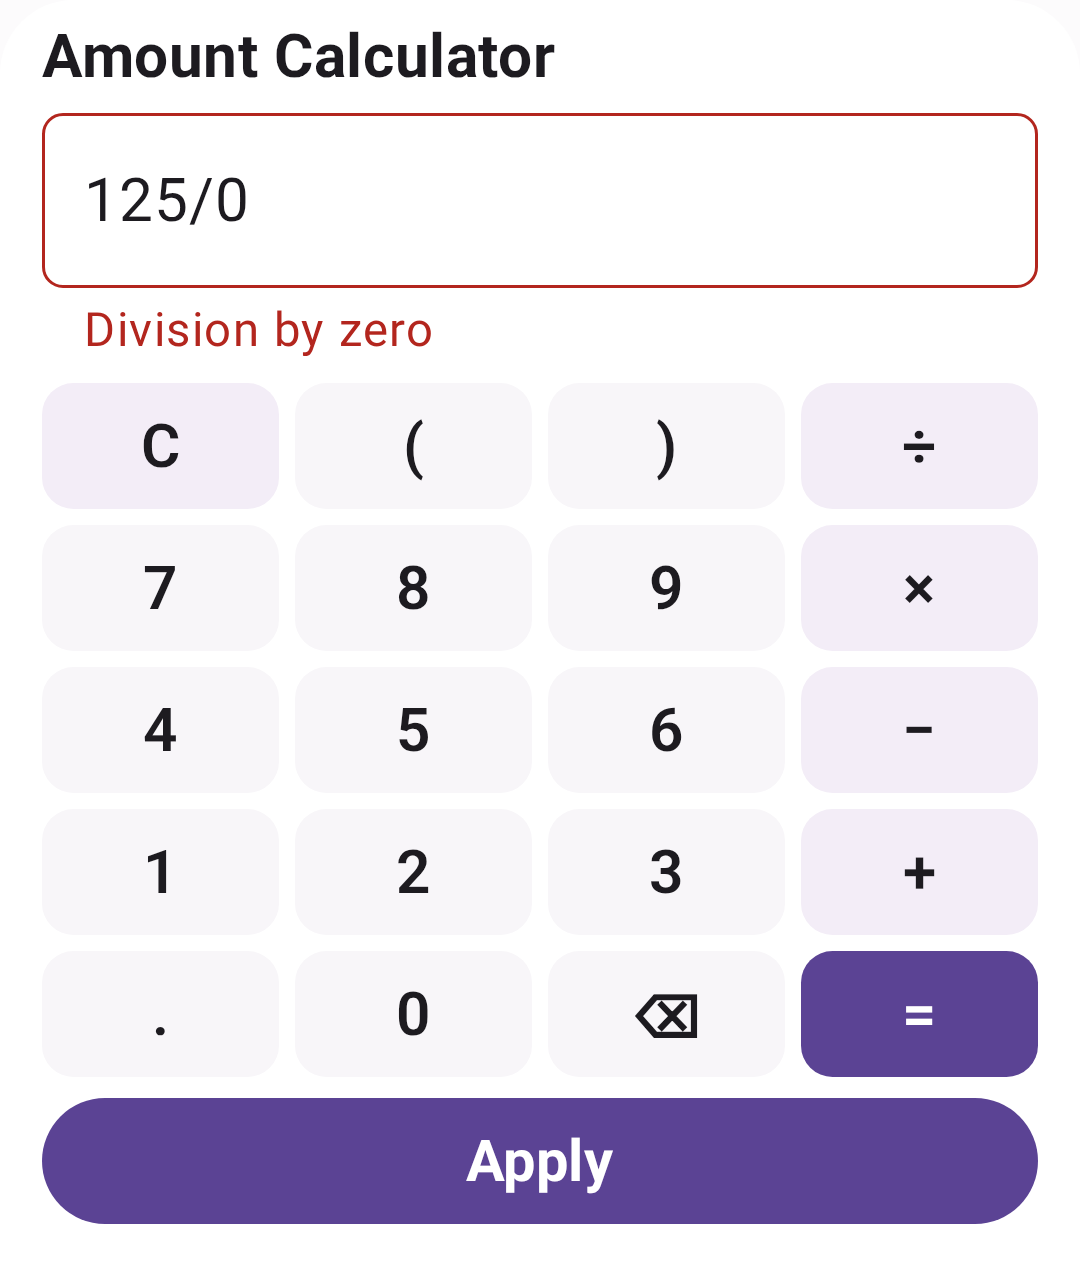 Amount Calculator
125/0
Division by zero
C ( ) ÷
7 8 9 ×
4 5 6 −
1 2 3 +
. 0 ⌫ =
Apply